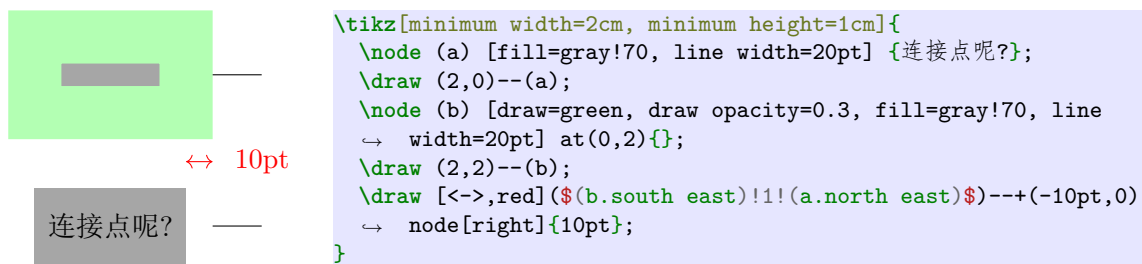 ↔ 10pt
连接点呢?
\tikz[minimum width=2cm, minimum height=1cm]{
  \node (a) [fill=gray!70, line width=20pt] {连接点呢?};
  \draw (2,0)--(a);
  \node (b) [draw=green, draw opacity=0.3, fill=gray!70, line
  ↪ width=20pt] at(0,2){};
  \draw (2,2)--(b);
  \draw [<->,red]($(b.south east)!1!(a.north east)$)--+(-10pt,0)
  ↪ node[right]{10pt};
}